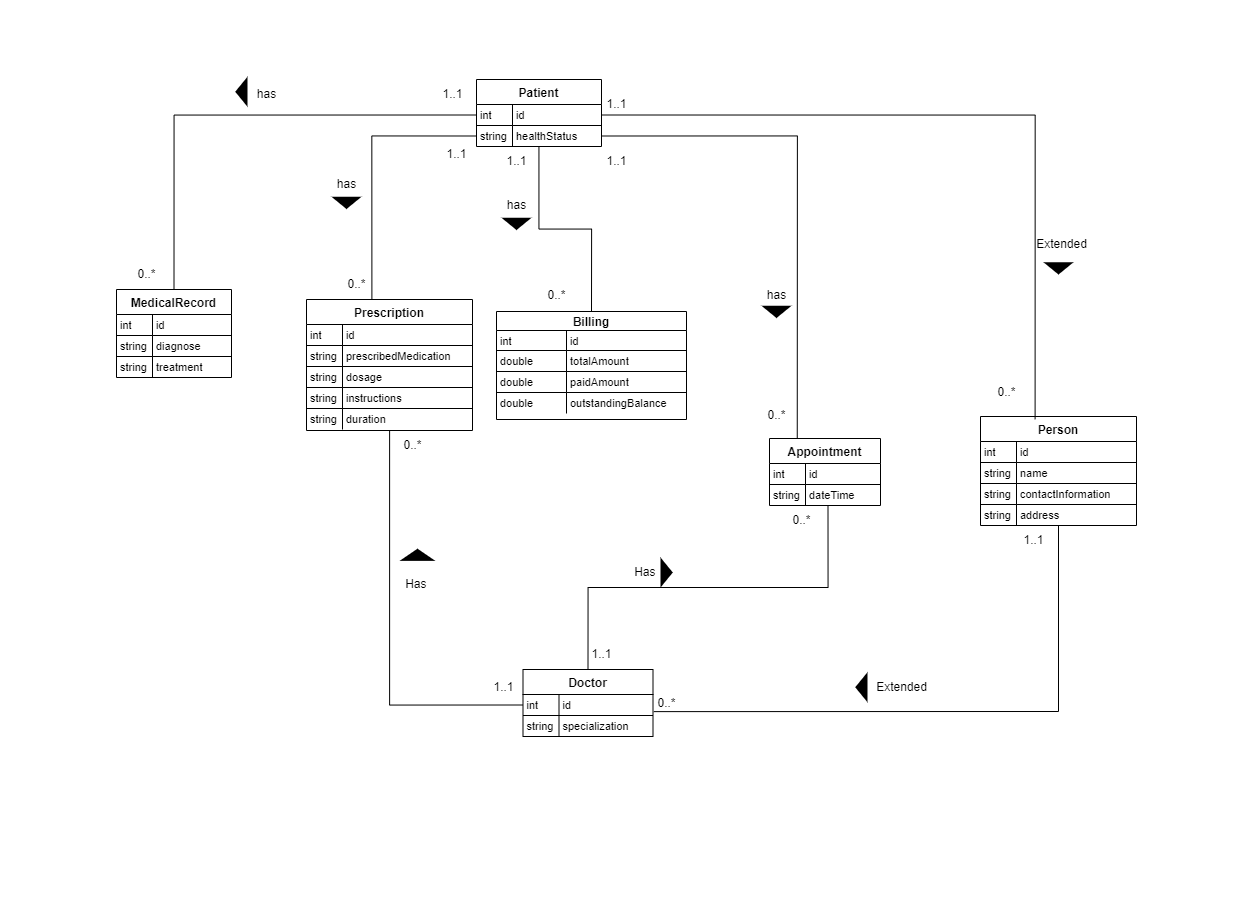 has
1..1
Patient
int id
string healthStatus
1..1
1..1
1..1
1..1
has
has
Extended
has
0..*
0..*
0..*
0..*
0..*
MedicalRecord
int id
string diagnose
string treatment
Prescription
int id
string prescribedMedication
string dosage
string instructions
string duration
Billing
int id
double totalAmount
double paidAmount
double outstandingBalance
Appointment
int id
string dateTime
Person
int id
string name
string contactInformation
string address
0..*
0..*
1..1
Has
Has
1..1
1..1
Doctor
int id
string specialization
0..*
Extended